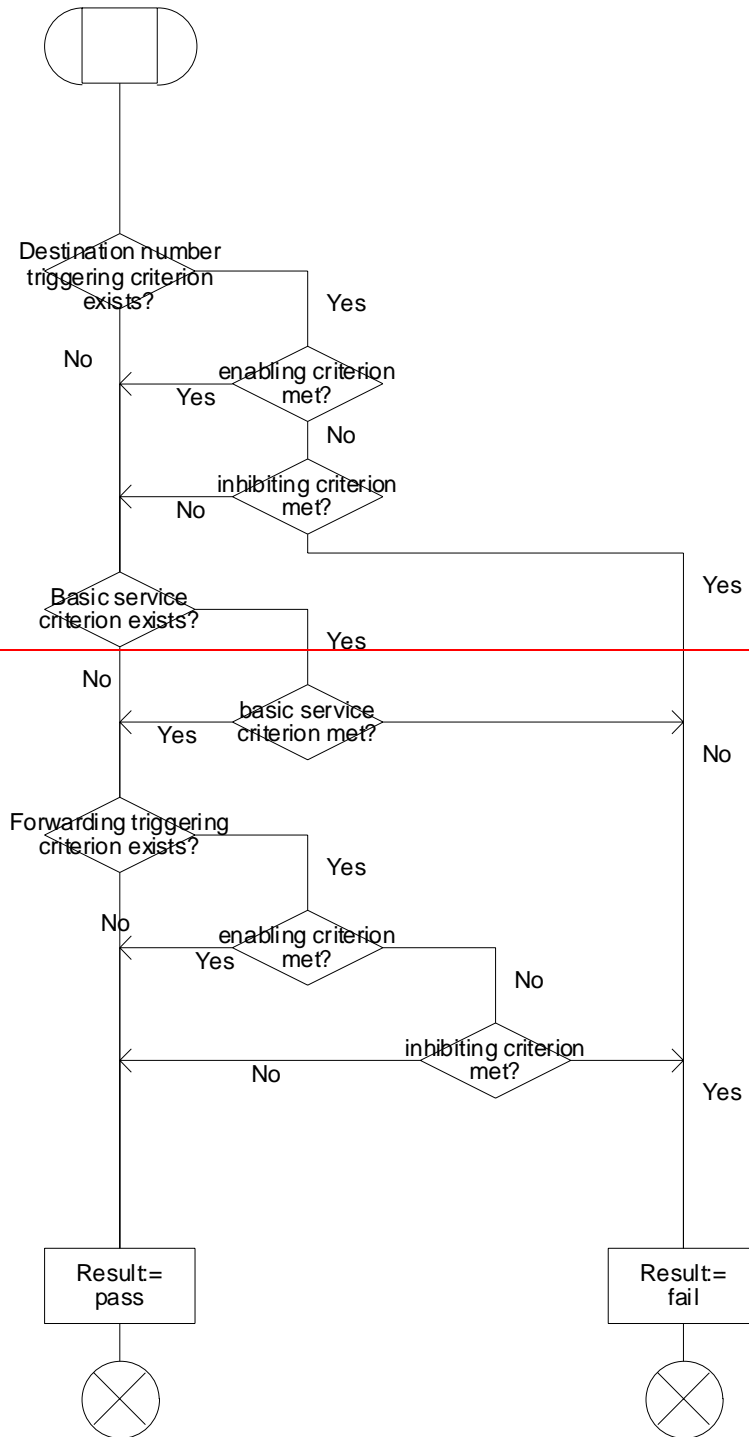 Destination number
triggering criterion
exists?
Yes
No
enabling criterion
met?
Yes
No
inhibiting criterion
met?
No
Yes
Basic service
criterion exists?
Yes
No
basic service
criterion met?
Yes
No
Forwarding triggering
criterion exists?
Yes
No
enabling criterion
met?
Yes
No
inhibiting criterion
met?
No
Yes
Result:=
pass
Result:=
fail